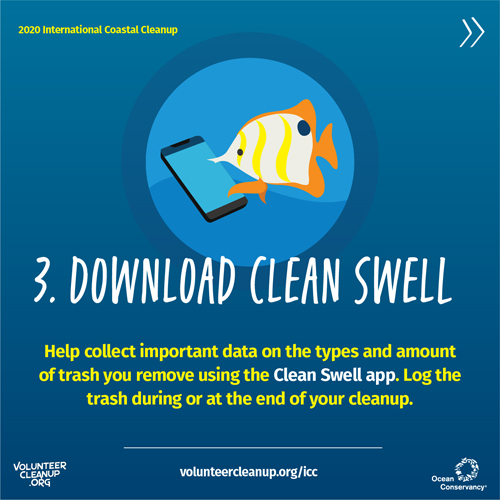 2020 International Coastal Cleanup
3. DOWNLOAD CLEAN SWELL
Help collect important data on the types and amount
of trash you remove using the Clean Swell app. Log the
trash during or at the end of your cleanup.
VOLUNTEER
CLEANUP
.ORG
volunteercleanup.org/icc
Ocean
Conservancy®